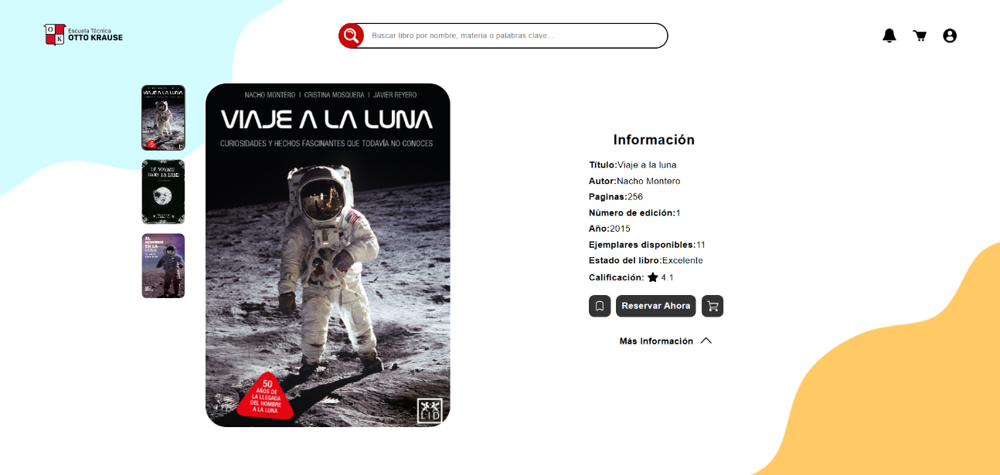 O
K
Escuela Técnica
OTTO KRAUSE
Buscar libro por nombre, materia o palabras clave...
VIAJE A LA LUNA
LE VOYAGE
DANS LA LUNE
EL
HOMBRE
EN LA
LUNA
NACHO MONTERO | CRISTINA MOSQUERA | JAVIER REYERO
VIAJE A LA LUNA
CURIOSIDADES Y HECHOS FASCINANTES QUE TODAVÍA NO CONOCES
50
AÑOS DE
LA LLEGADA
DEL HOMBRE
A LA LUNA
LID
Información
Título:Viaje a la luna
Autor:Nacho Montero
Paginas:256
Número de edición:1
Año:2015
Ejemplares disponibles:11
Estado del libro:Excelente
Calificación: 4.1
Reservar Ahora
Más Información